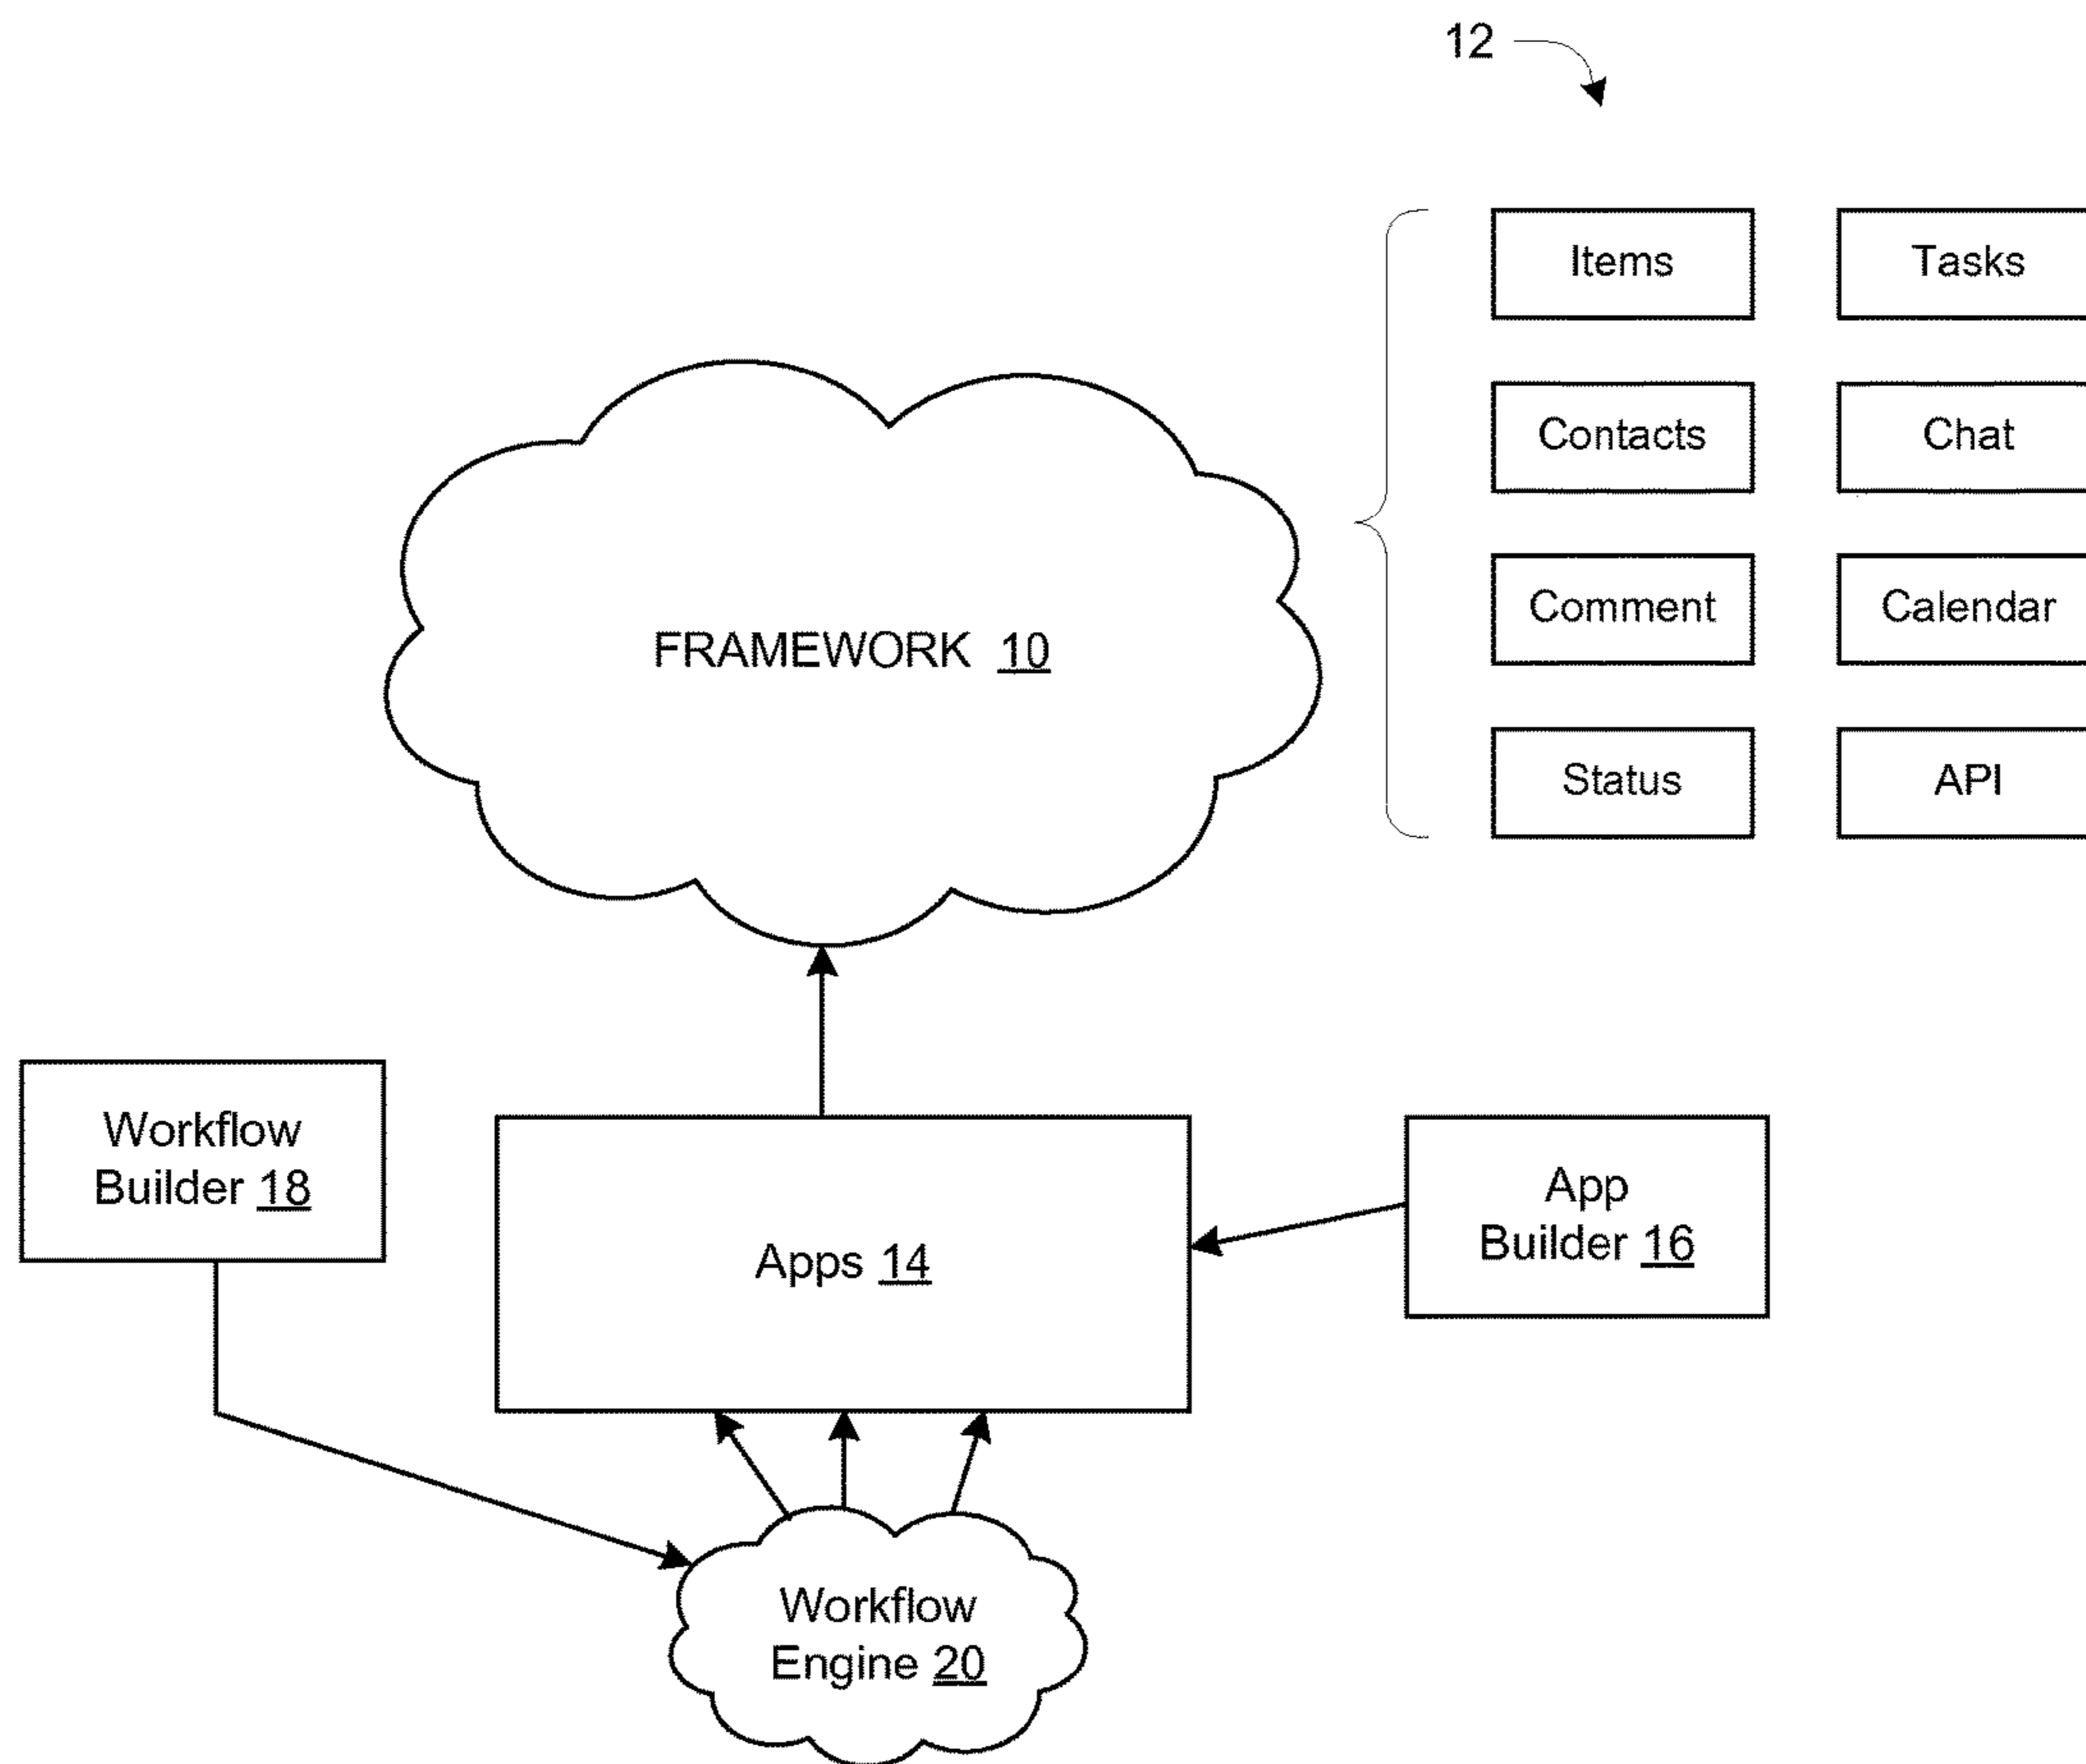 12
Items
Tasks
Contacts
Chat
Comment
Calendar
Status
API
FRAMEWORK 10
Workflow
Builder 18
Apps 14
App
Builder 16
Workflow
Engine 20